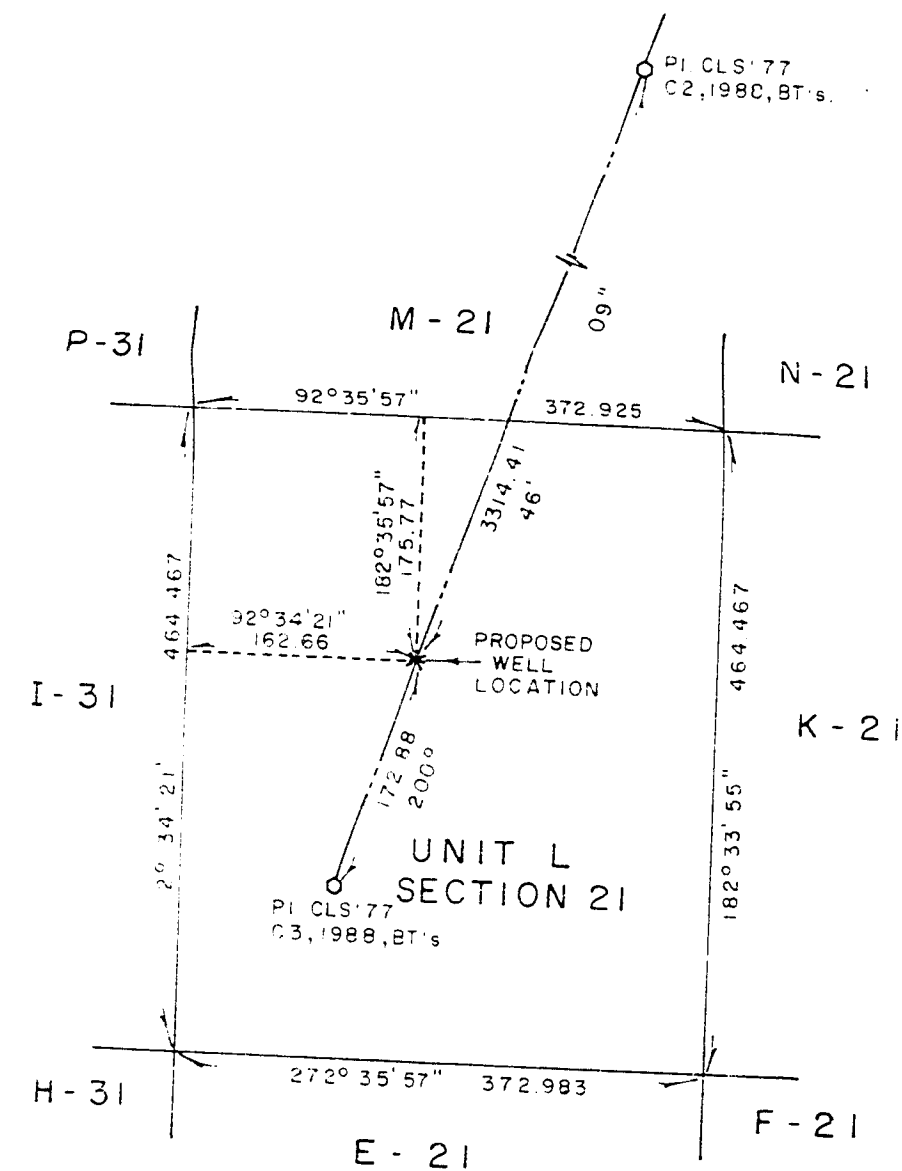 PI. CLS'77
C2, 1980, BT's.
09"
M-21
P-31
N-21
92°35'57" 372.925
3314.41
46'
182°35'57"
175.77
464.467
464.467
92°34'21"
162.66
PROPOSED
WELL
LOCATION
I-31
K-21
172.88
200°
2° 34' 21'
182° 33' 55"
UNIT L
SECTION 21
PI. CLS'77
C3, 1988, BT's
272° 35' 57" 372.983
H-31
F-21
E-21